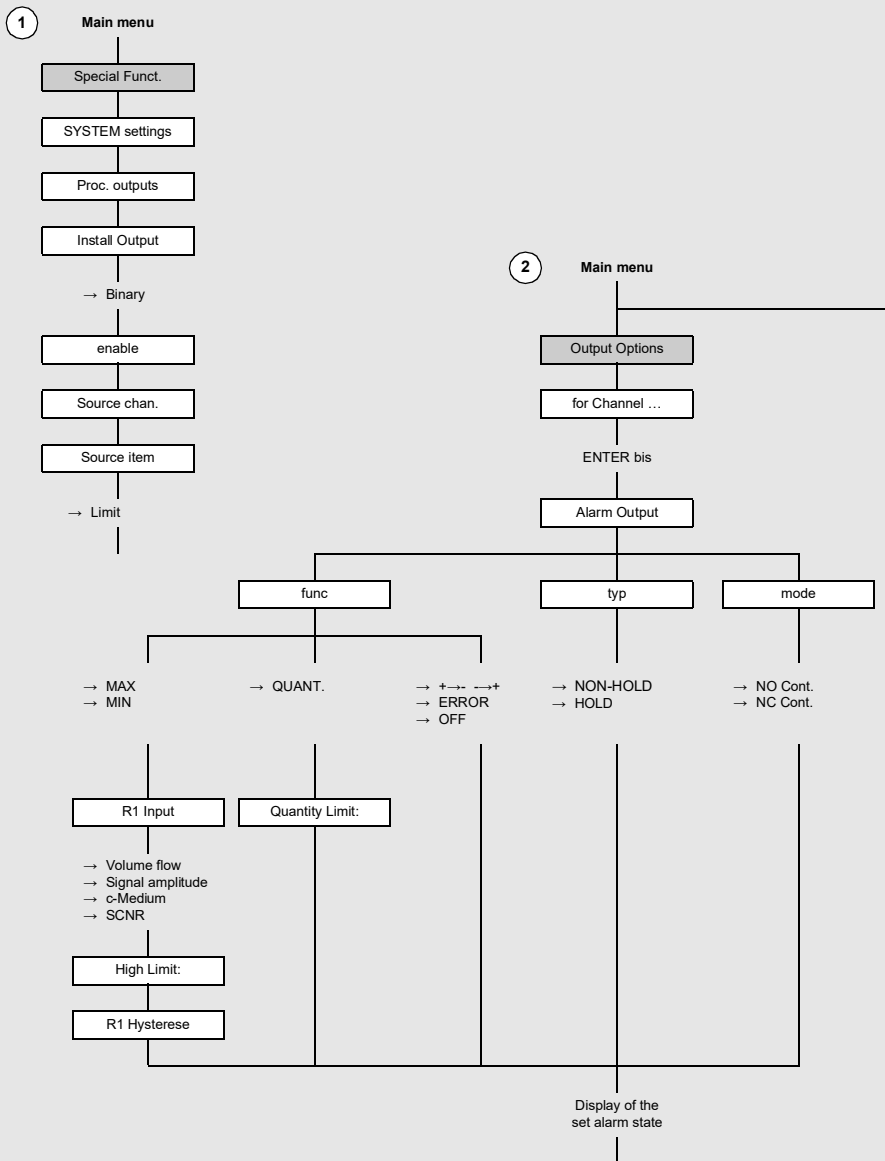 1
Main menu
Special Funct.
SYSTEM settings
Proc. outputs
Install Output
→ Binary
enable
Source chan.
Source item
→ Limit
2
Main menu
Output Options
for Channel …
ENTER bis
Alarm Output
func
typ
mode
→ MAX
→ MIN
→ QUANT.
→ +→- -→+
→ ERROR
→ OFF
→ NON-HOLD
→ HOLD
→ NO Cont.
→ NC Cont.
R1 Input
Quantity Limit:
→ Volume flow
→ Signal amplitude
→ c-Medium
→ SCNR
High Limit:
R1 Hysterese
Display of the
set alarm state